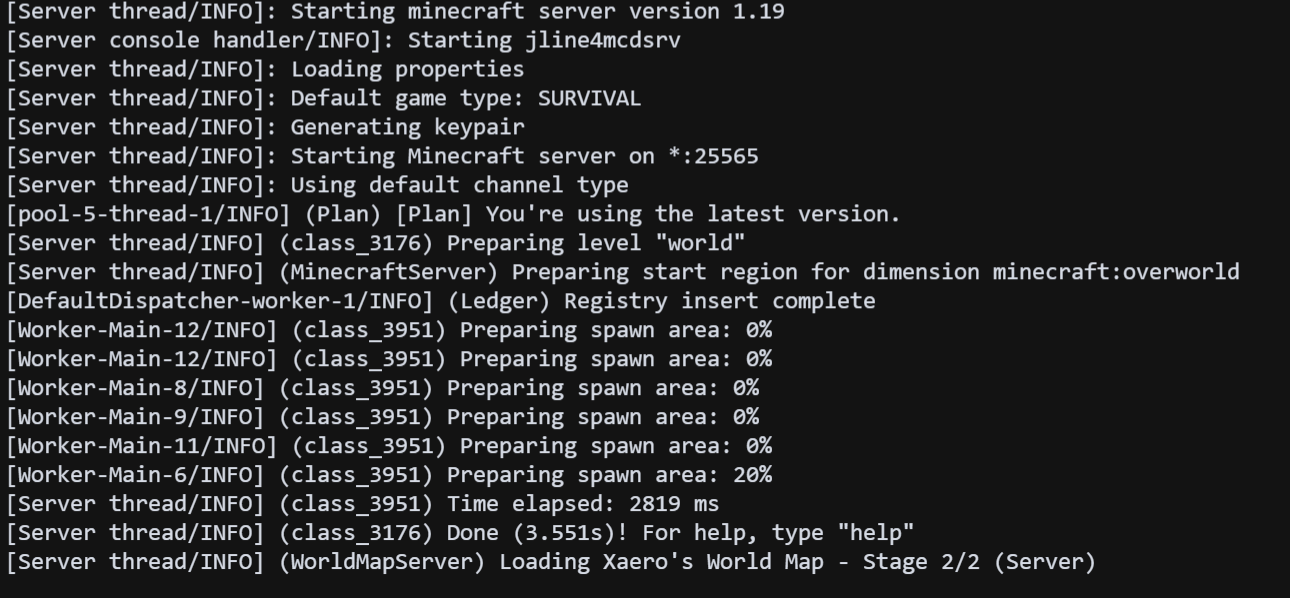 [Server thread/INFO]: Starting minecraft server version 1.19
[Server console handler/INFO]: Starting jline4mcdsrv
[Server thread/INFO]: Loading properties
[Server thread/INFO]: Default game type: SURVIVAL
[Server thread/INFO]: Generating keypair
[Server thread/INFO]: Starting Minecraft server on *:25565
[Server thread/INFO]: Using default channel type
[pool-5-thread-1/INFO] (Plan) [Plan] You're using the latest version.
[Server thread/INFO] (class_3176) Preparing level "world"
[Server thread/INFO] (MinecraftServer) Preparing start region for dimension minecraft:overworld
[DefaultDispatcher-worker-1/INFO] (Ledger) Registry insert complete
[Worker-Main-12/INFO] (class_3951) Preparing spawn area: 0%
[Worker-Main-12/INFO] (class_3951) Preparing spawn area: 0%
[Worker-Main-8/INFO] (class_3951) Preparing spawn area: 0%
[Worker-Main-9/INFO] (class_3951) Preparing spawn area: 0%
[Worker-Main-11/INFO] (class_3951) Preparing spawn area: 0%
[Worker-Main-6/INFO] (class_3951) Preparing spawn area: 20%
[Server thread/INFO] (class_3951) Time elapsed: 2819 ms
[Server thread/INFO] (class_3176) Done (3.551s)! For help, type "help"
[Server thread/INFO] (WorldMapServer) Loading Xaero's World Map - Stage 2/2 (Server)